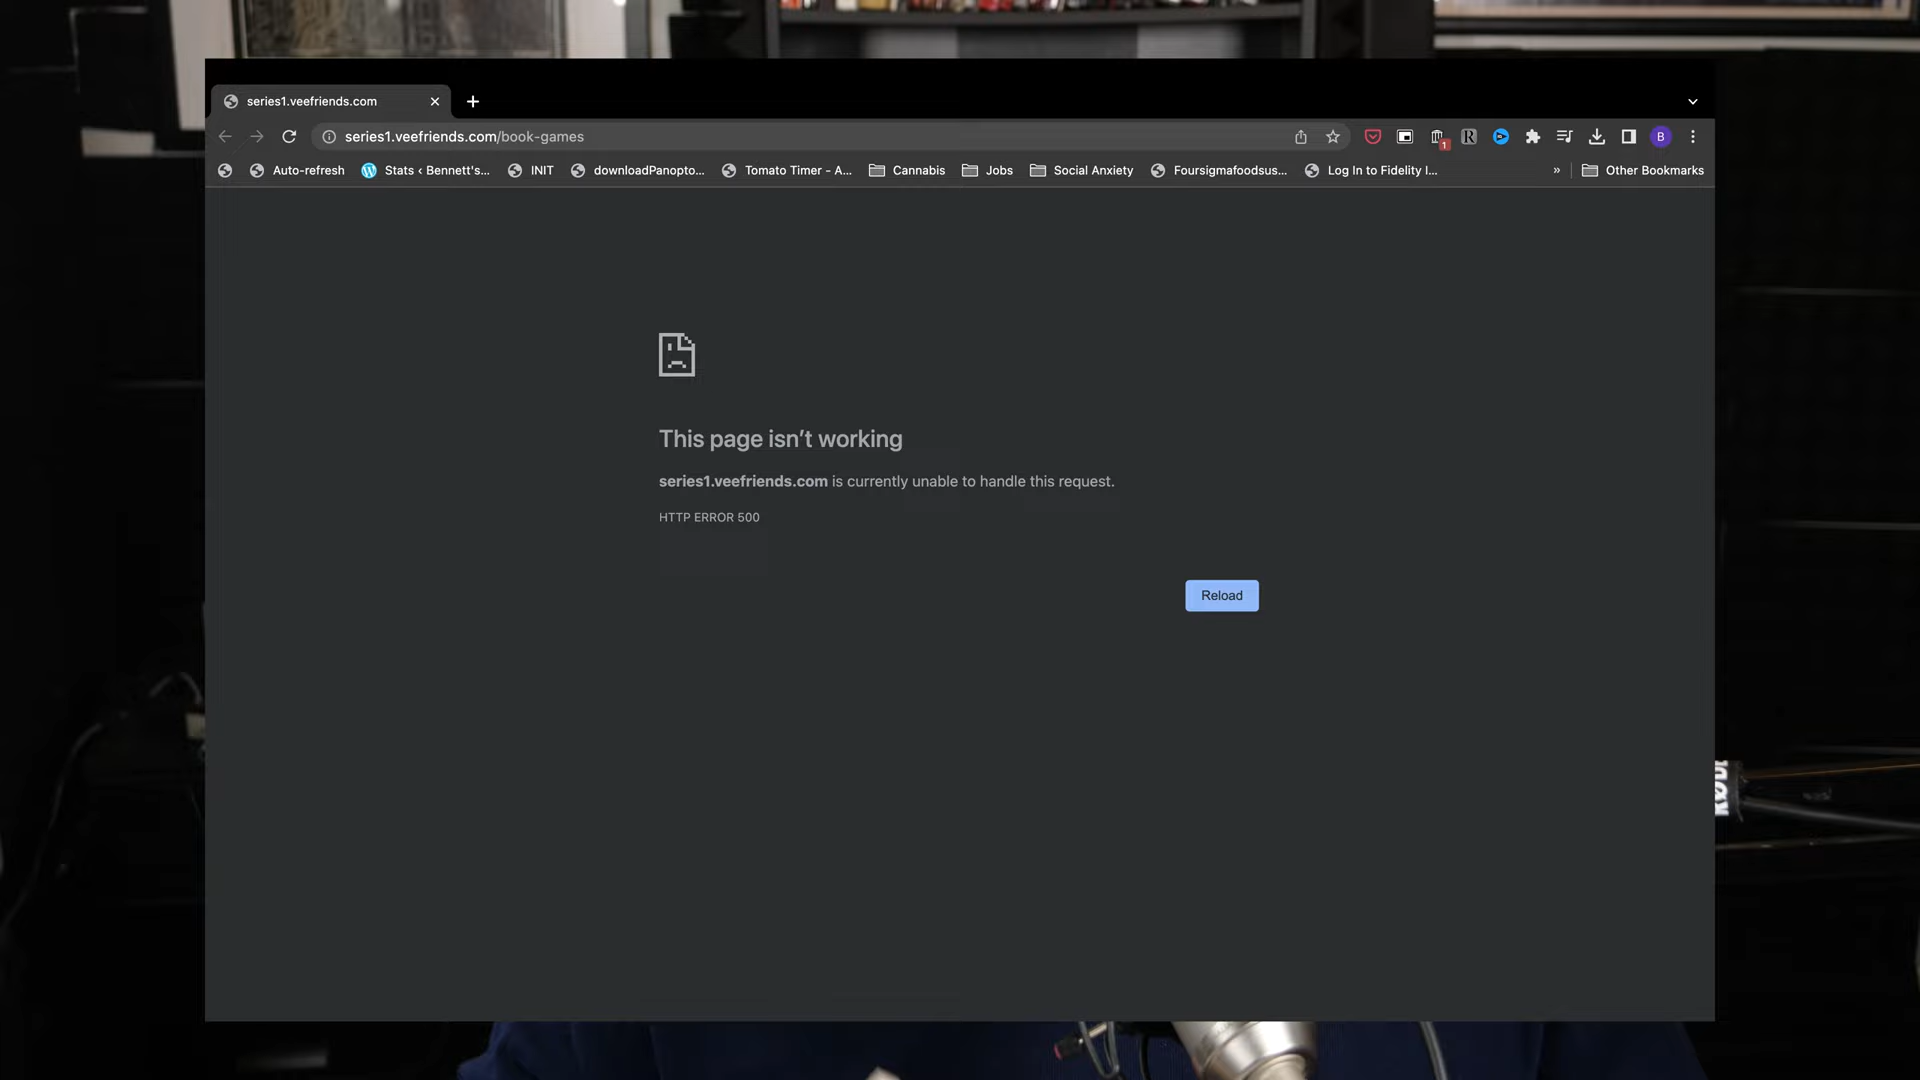 series1.veefriends.com
series1.veefriends.com/book-games
1
B
Auto-refresh
Stats ‹ Bennett's...
INIT
downloadPanopto...
Tomato Timer - A...
Cannabis
Jobs
Social Anxiety
Foursigmafoodsus...
Log In to Fidelity I...
»
Other Bookmarks
This page isn’t working
series1.veefriends.com is currently unable to handle this request.
HTTP ERROR 500
Reload